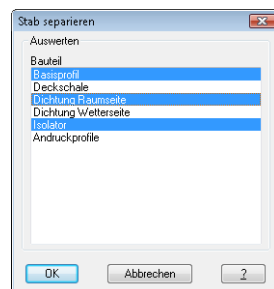 Stab separieren
Auswerten
Bauteil
Basisprofil
Deckschale
Dichtung Raumseite
Dichtung Wetterseite
Isolator
Andruckprofile
OK
Abbrechen
?